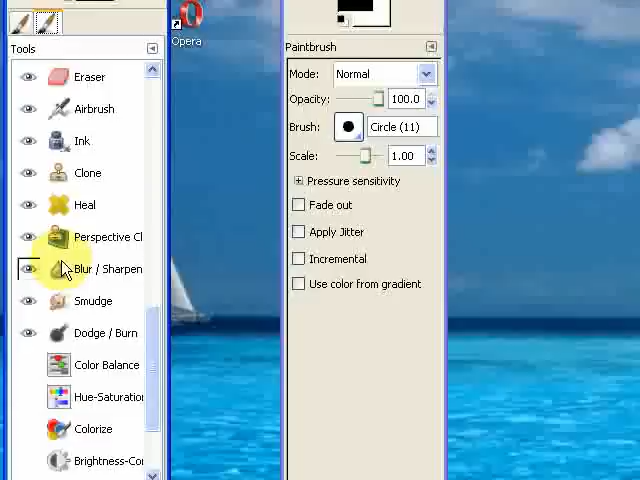 Opera
Tools
Eraser
Airbrush
Ink
Clone
Heal
Perspective Cl
Blur / Sharpen
Smudge
Dodge / Burn
Color Balance
Hue-Saturatio
Colorize
Brightness-Co
Paintbrush
Mode: Normal
Opacity: 100.0
Brush: Circle (11)
Scale: 1.00
Pressure sensitivity
Fade out
Apply Jitter
Incremental
Use color from gradient